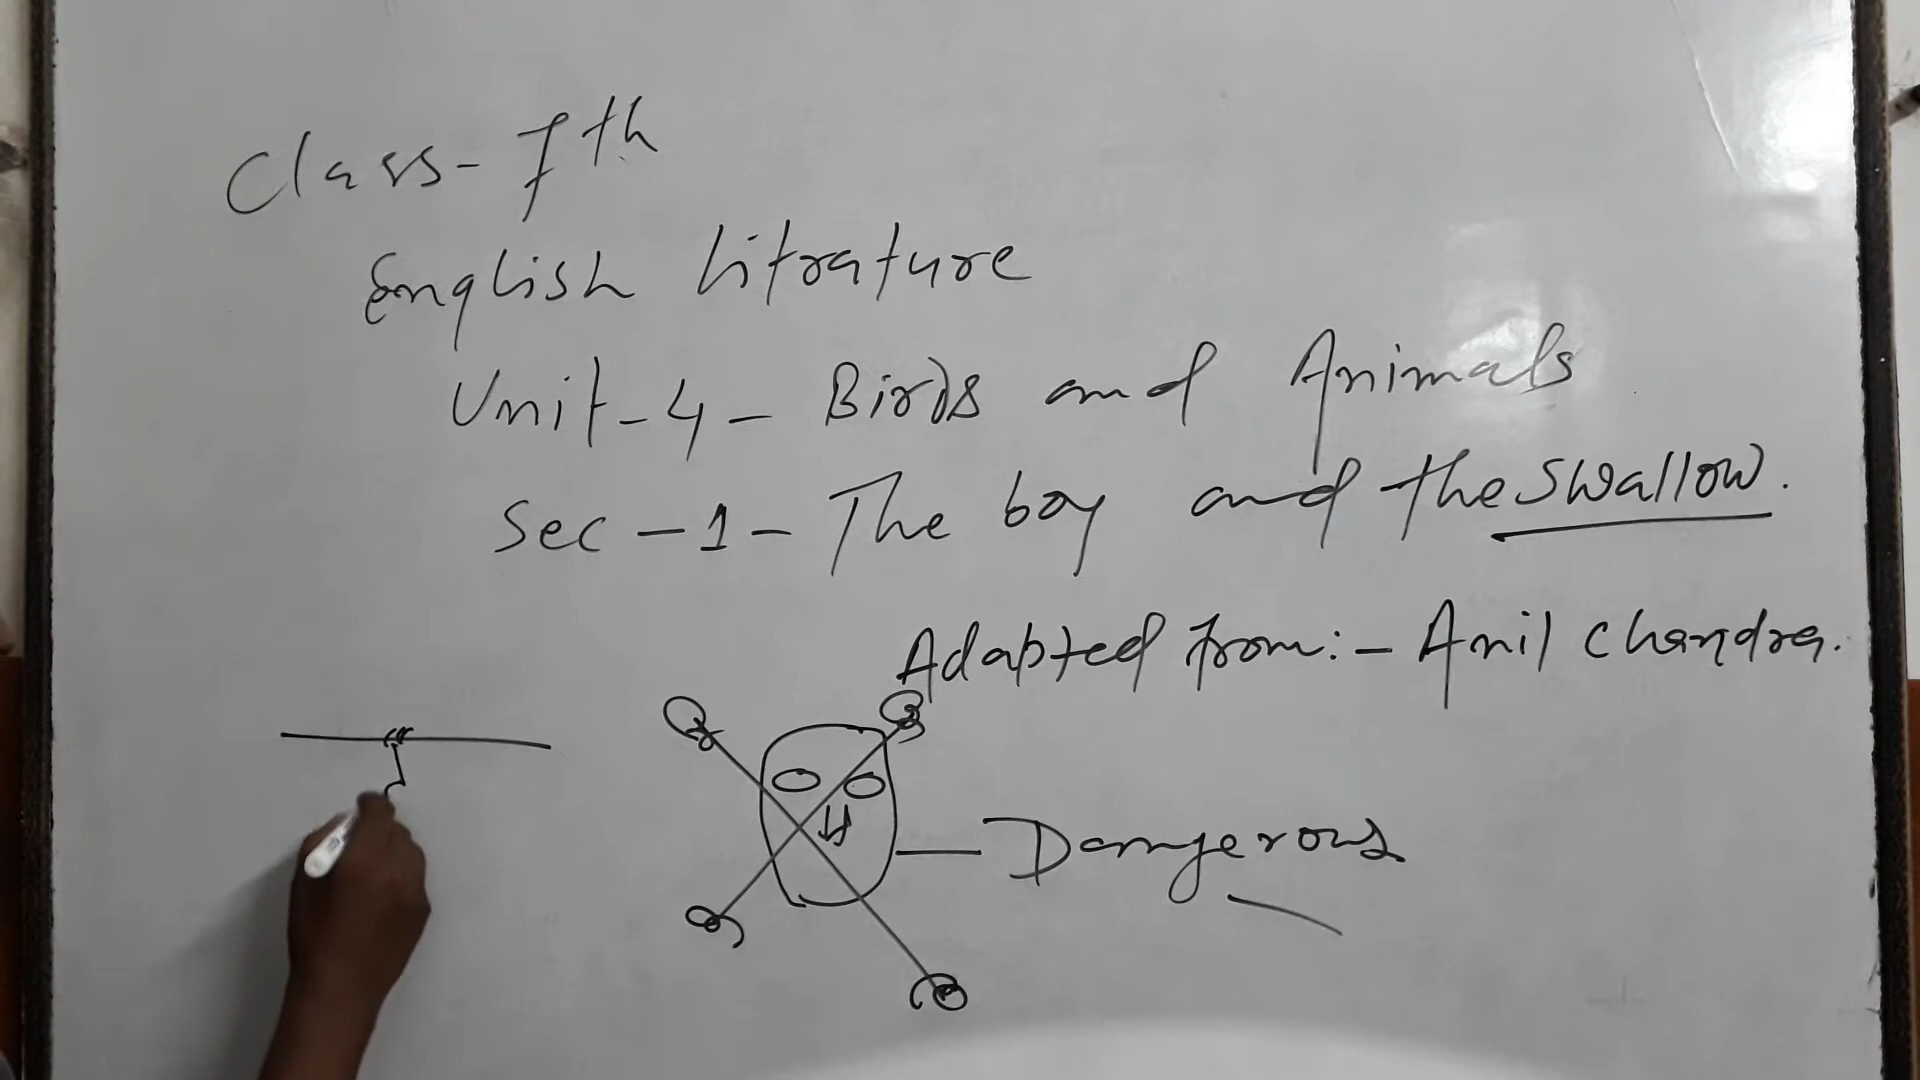 Class-7th
English litrature
Unit-4- Birds and Animals
Sec-1- The boy and the Swallow.
Adapted from:- Anil Chandra.
Dangerous